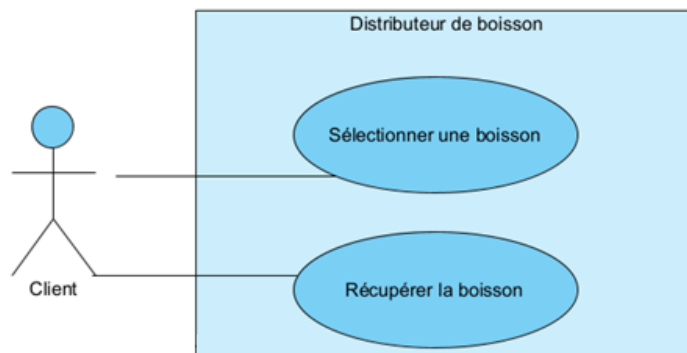 Distributeur de boisson
Sélectionner une boisson
Récupérer la boisson
Client